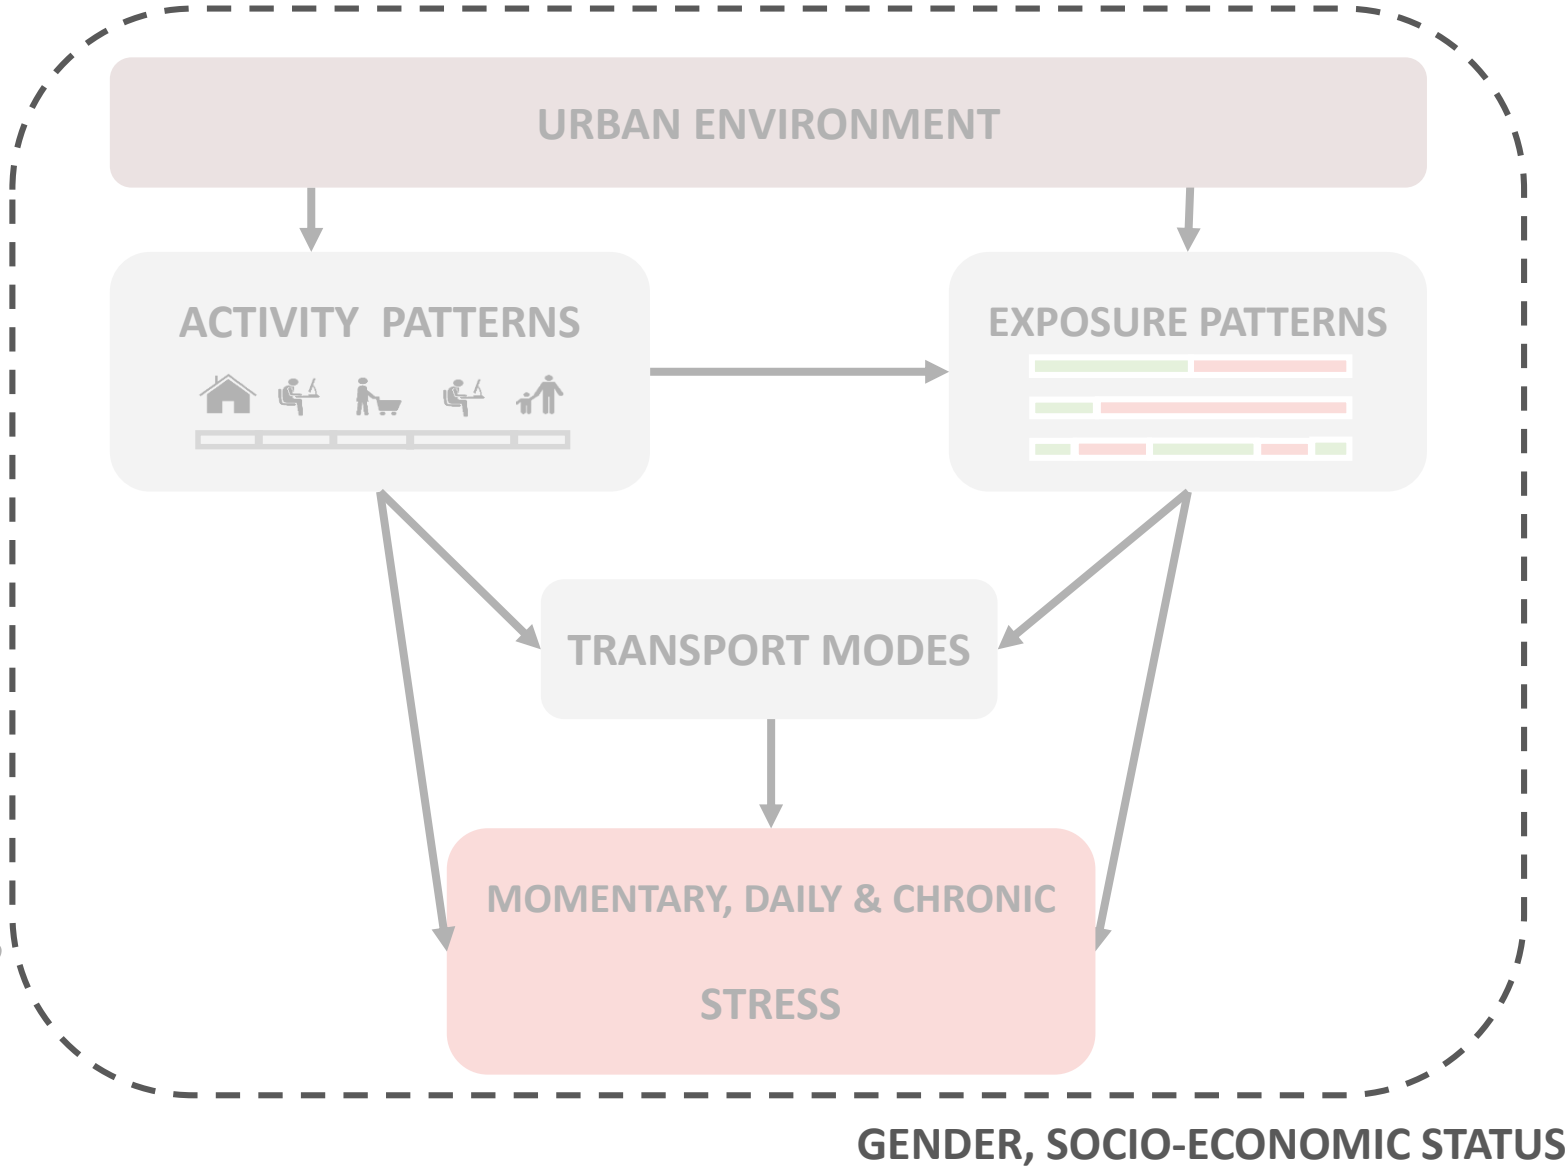 URBAN ENVIRONMENT
ACTIVITY PATTERNS
EXPOSURE PATTERNS
TRANSPORT MODES
MOMENTARY, DAILY & CHRONIC
STRESS
GENDER, SOCIO-ECONOMIC STATUS